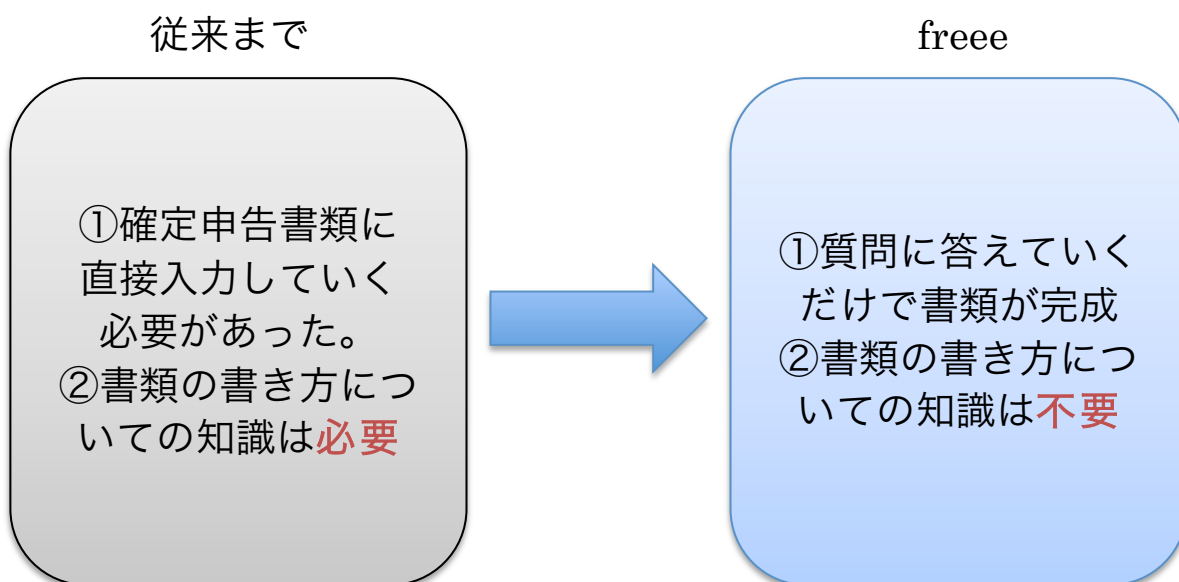 従来まで
①確定申告書類に
直接入力していく
必要があった。
②書類の書き方につ
いての知識は必要
freee
①質問に答えていく
だけで書類が完成
②書類の書き方につ
いての知識は不要